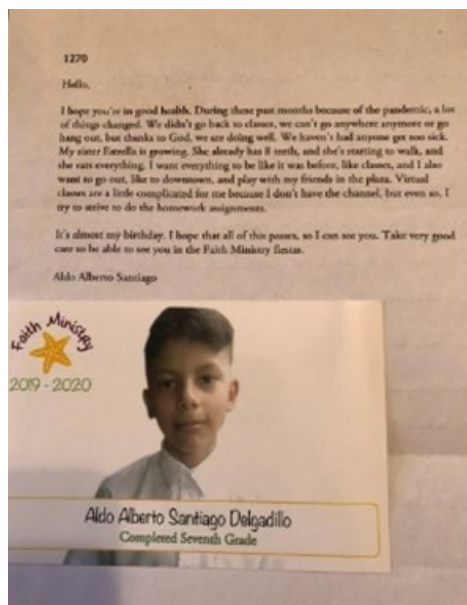 1270
Hello,
I hope you're in good health. During these past months because of the pandemic, a lot
of things changed. We didn't go back to classes, we can't go anywhere anymore or go
hang out, but thanks to God, we are doing well. We haven't had anyone get too sick.
My sister Estrella is growing. She already has 8 teeth, and she's starting to walk, and
she eats everything. I want everything to be like it was before, like classes, and I also
want to go out, like to downtown, and play with my friends in the plaza. Virtual
classes are a little complicated for me because I don't have the channel, but even so, I
try to strive to do the homework assignments.
It's almost my birthday. I hope that all of this passes, so I can see you. Take very good
care to be able to see you in the Faith Ministry fiestas.
Aldo Alberto Santiago
Faith Ministry
2019 - 2020
Aldo Alberto Santiago Delgadillo
Completed Seventh Grade